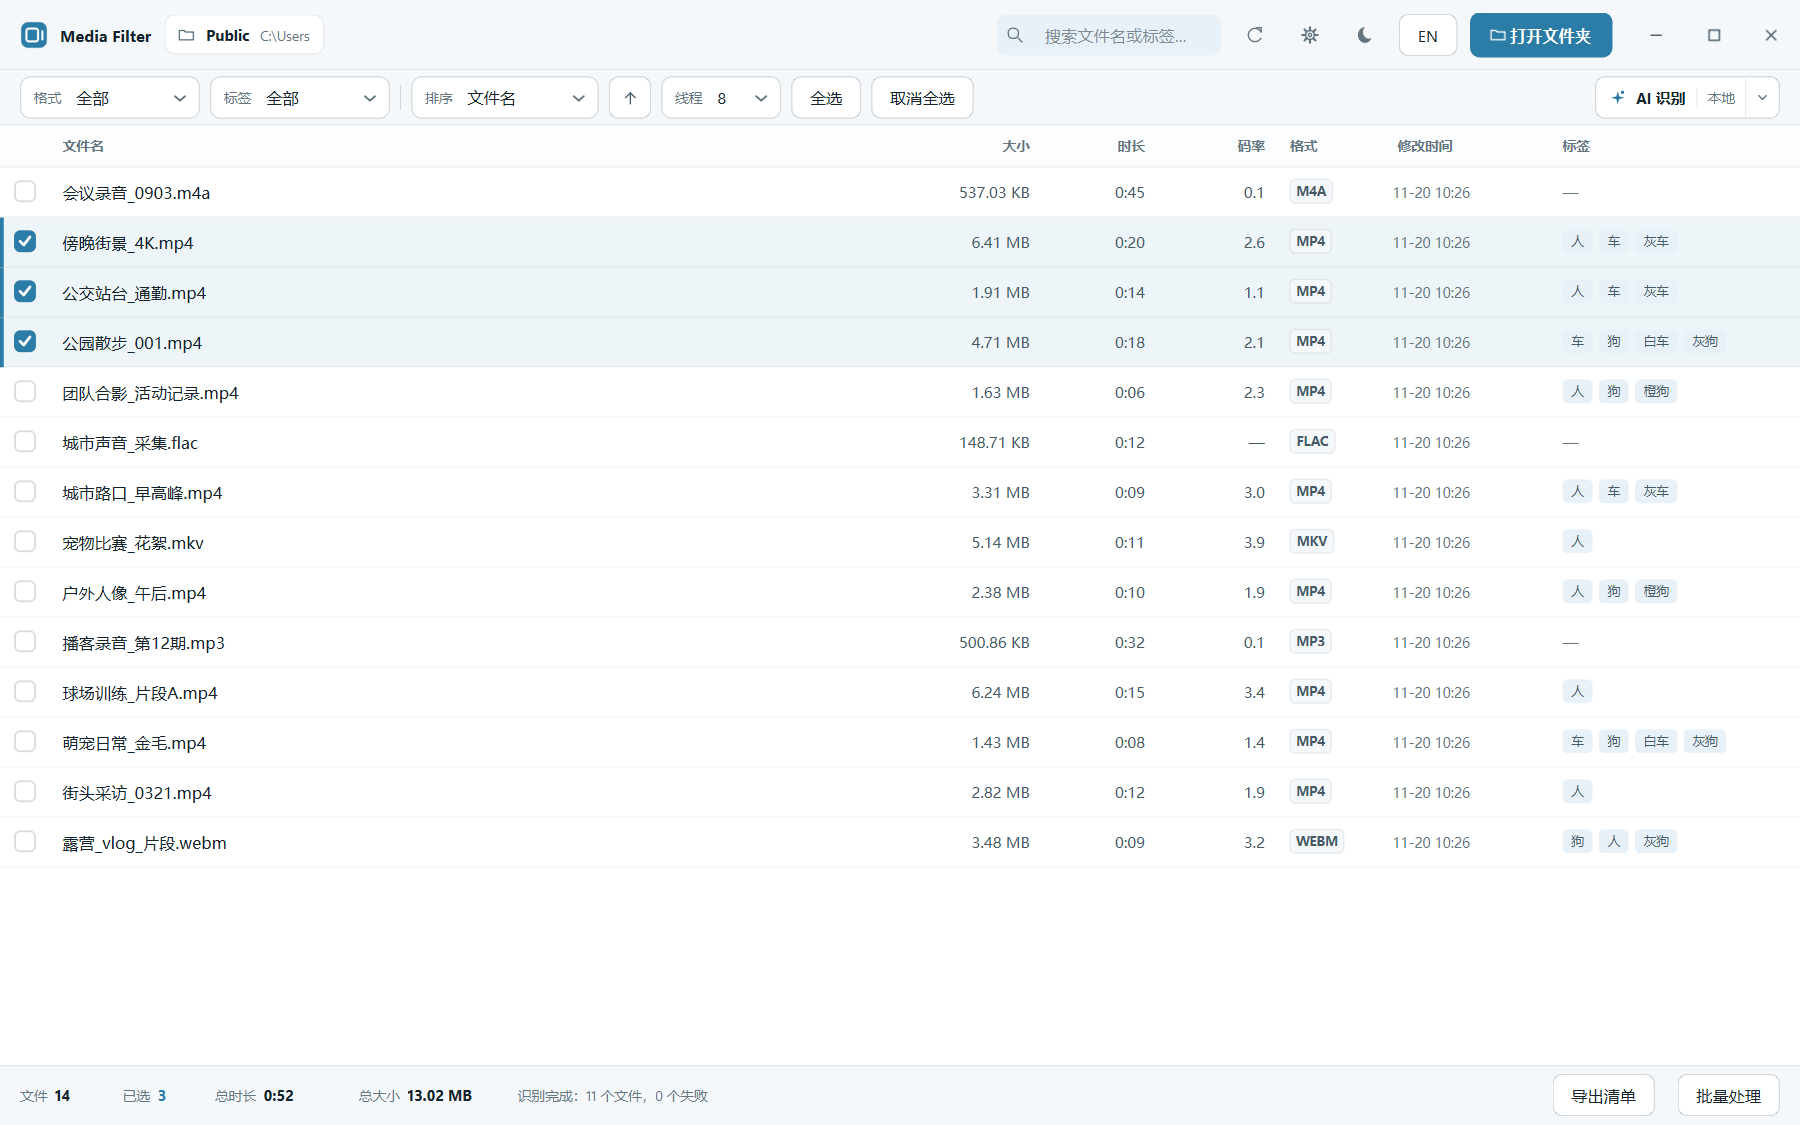 Media Filter Public C:\Users 搜索文件名或标签... EN 打开文件夹
格式 全部 标签 全部 排序 文件名 线程 8 全选 取消全选 AI 识别 本地
文件名 大小 时长 码率 格式 修改时间 标签
会议录音_0903.m4a 537.03 KB 0:45 0.1 M4A 11-20 10:26 —
傍晚街景_4K.mp4 6.41 MB 0:20 2.6 MP4 11-20 10:26 人 车 灰车
公交站台_通勤.mp4 1.91 MB 0:14 1.1 MP4 11-20 10:26 人 车 灰车
公园散步_001.mp4 4.71 MB 0:18 2.1 MP4 11-20 10:26 车 狗 白车 灰狗
团队合影_活动记录.mp4 1.63 MB 0:06 2.3 MP4 11-20 10:26 人 狗 橙狗
城市声音_采集.flac 148.71 KB 0:12 — FLAC 11-20 10:26 —
城市路口_早高峰.mp4 3.31 MB 0:09 3.0 MP4 11-20 10:26 人 车 灰车
宠物比赛_花絮.mkv 5.14 MB 0:11 3.9 MKV 11-20 10:26 人
户外人像_午后.mp4 2.38 MB 0:10 1.9 MP4 11-20 10:26 人 狗 橙狗
播客录音_第12期.mp3 500.86 KB 0:32 0.1 MP3 11-20 10:26 —
球场训练_片段A.mp4 6.24 MB 0:15 3.4 MP4 11-20 10:26 人
萌宠日常_金毛.mp4 1.43 MB 0:08 1.4 MP4 11-20 10:26 车 狗 白车 灰狗
街头采访_0321.mp4 2.82 MB 0:12 1.9 MP4 11-20 10:26 人
露营_vlog_片段.webm 3.48 MB 0:09 3.2 WEBM 11-20 10:26 狗 人 灰狗
文件 14 已选 3 总时长 0:52 总大小 13.02 MB 识别完成：11 个文件，0 个失败 导出清单 批量处理